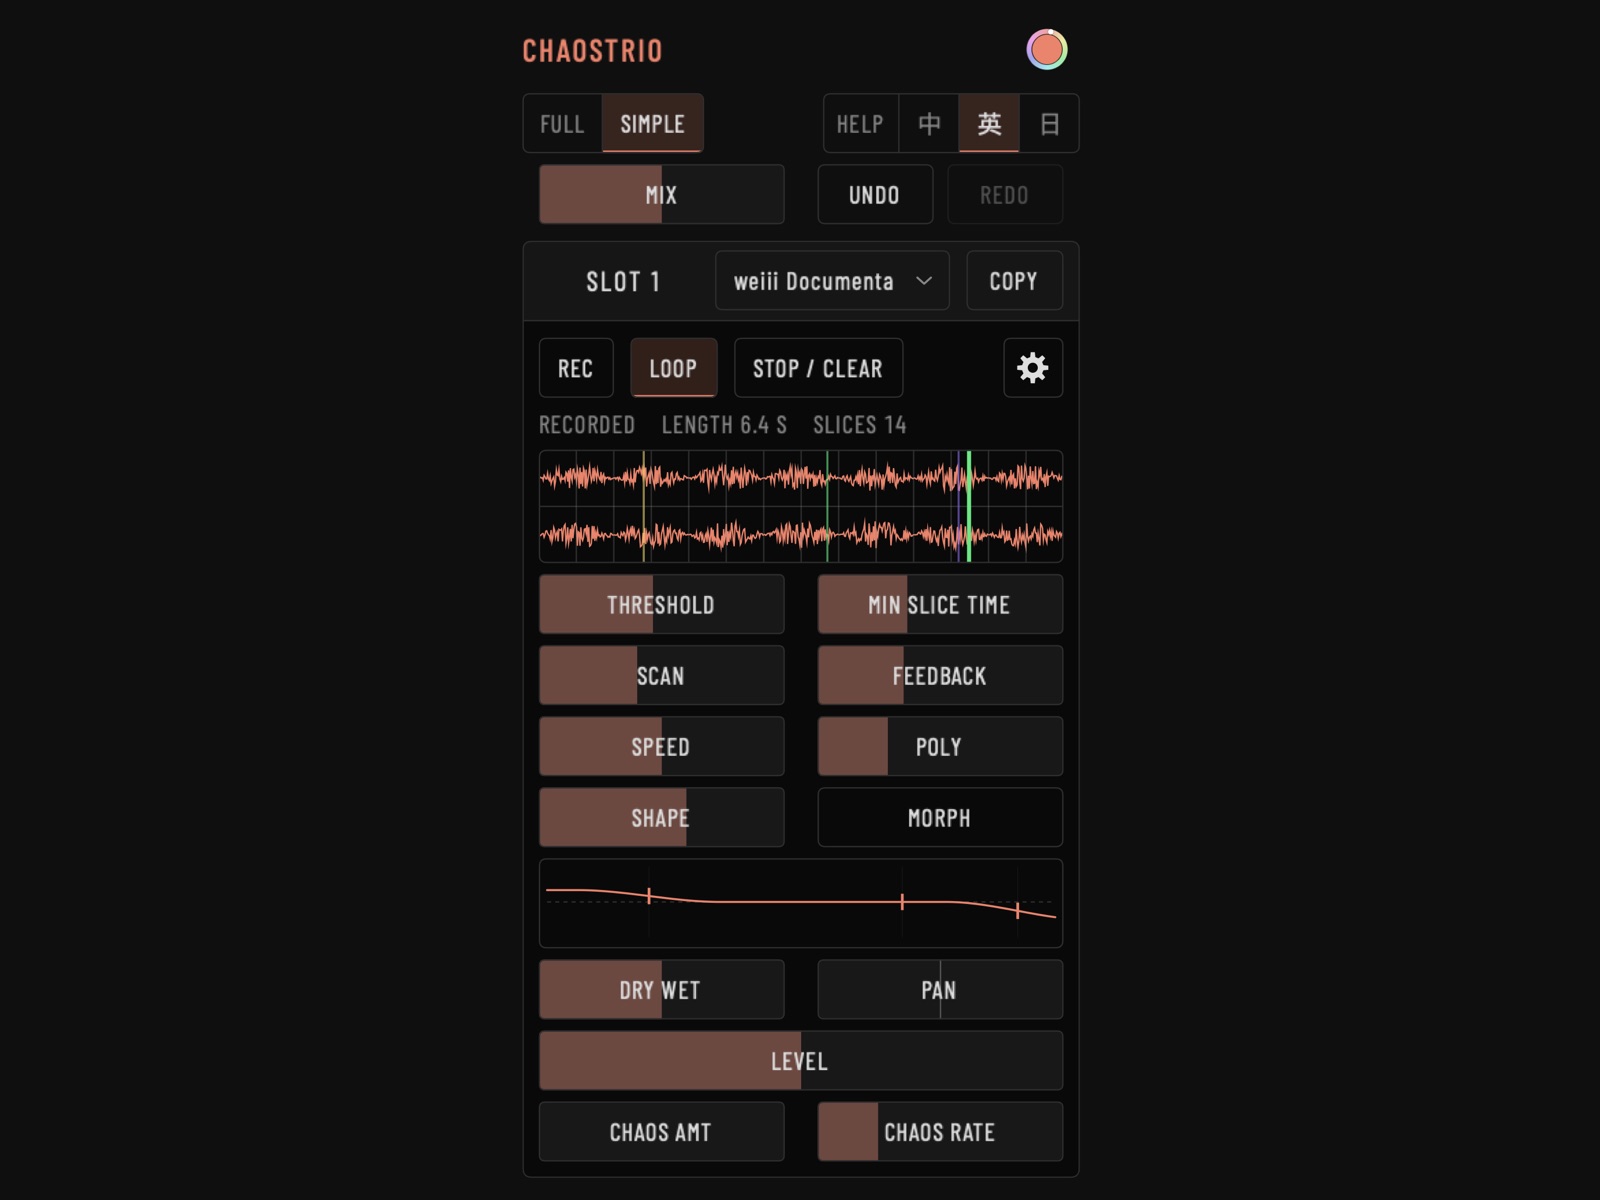 CHAOSTRIO
FULL SIMPLE HELP 中 英 日
MIX UNDO REDO
SLOT 1 weiii Documenta COPY
REC LOOP STOP / CLEAR
RECORDED LENGTH 6.4 S SLICES 14
THRESHOLD MIN SLICE TIME
SCAN FEEDBACK
SPEED POLY
SHAPE MORPH
DRY WET PAN
LEVEL
CHAOS AMT CHAOS RATE